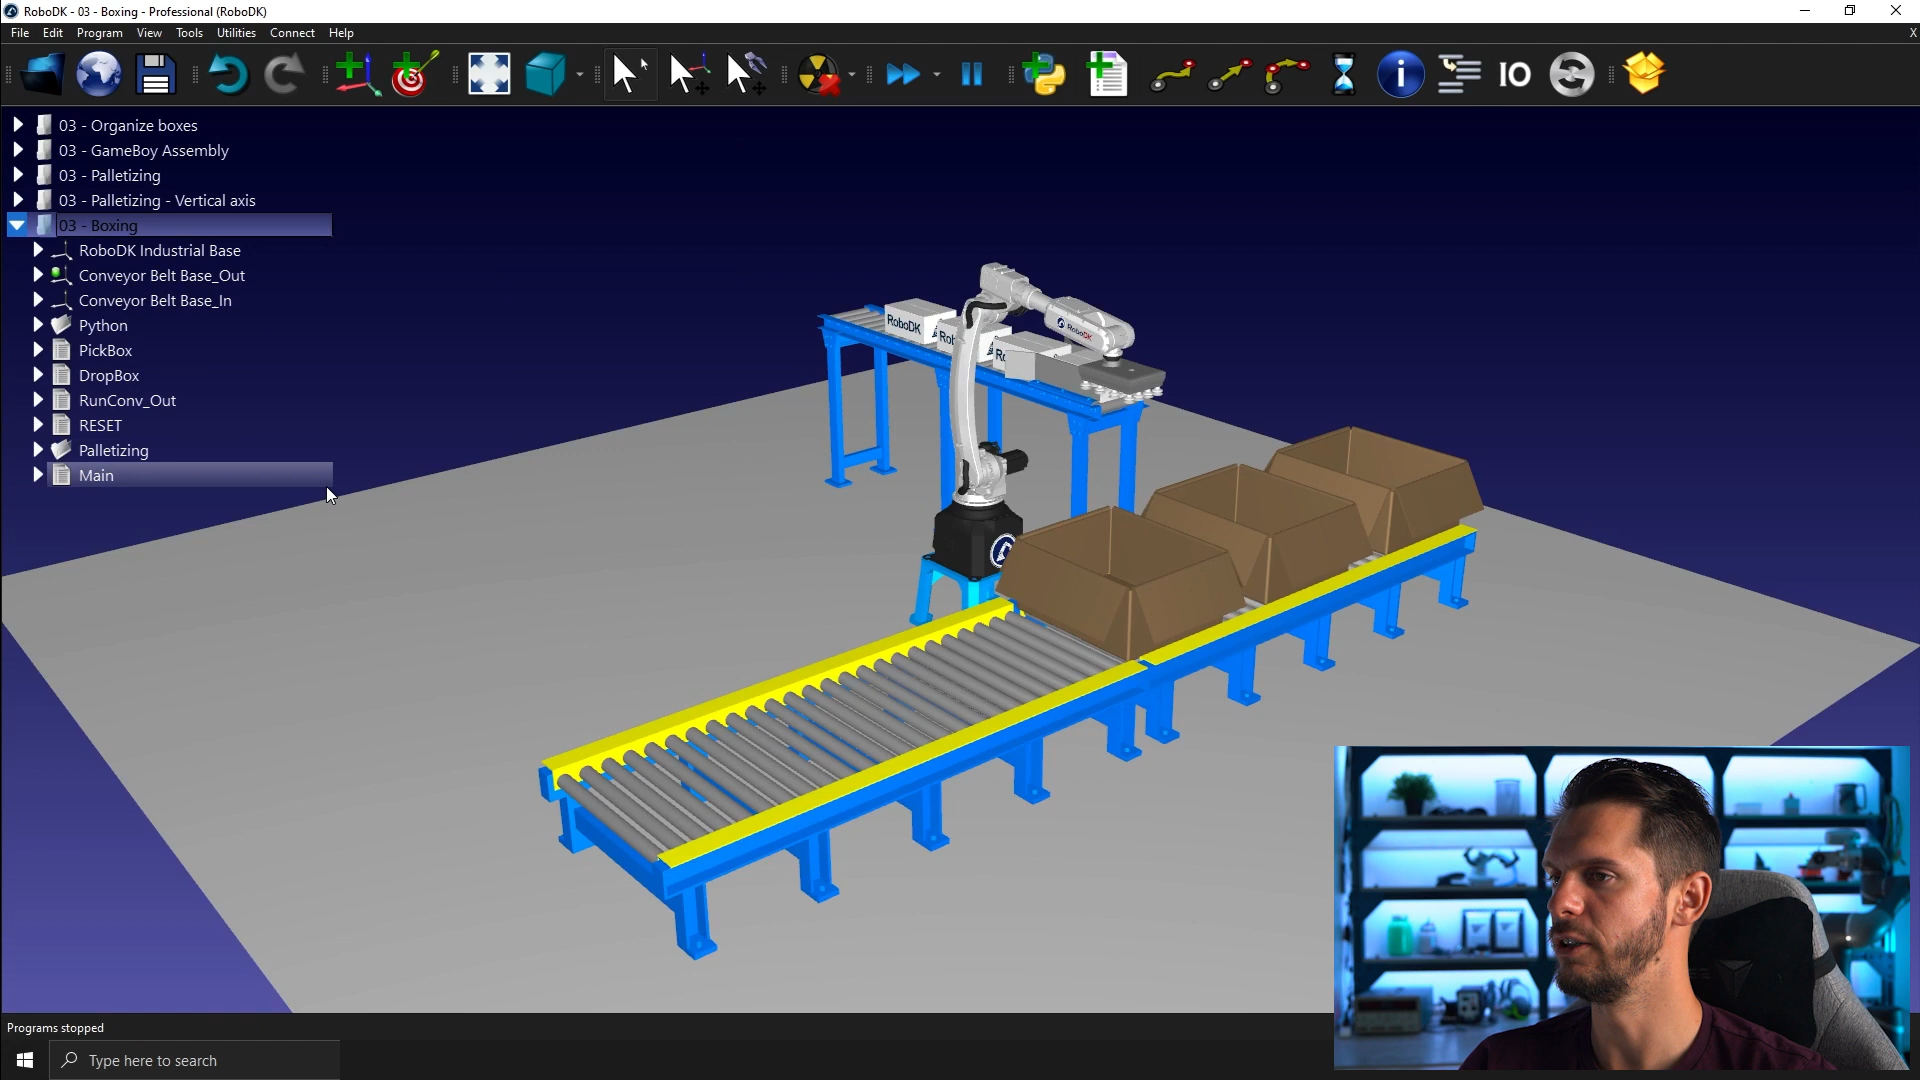 RoboDK - 03 - Boxing - Professional (RoboDK)
File Edit Program View Tools Utilities Connect Help X
IO
03 - Organize boxes
03 - GameBoy Assembly
03 - Palletizing
03 - Palletizing - Vertical axis
03 - Boxing
RoboDK Industrial Base
Conveyor Belt Base_Out
Conveyor Belt Base_In
Python
PickBox
DropBox
RunConv_Out
RESET
Palletizing
Main
RoboDK
RoboDK
Programs stopped
Type here to search